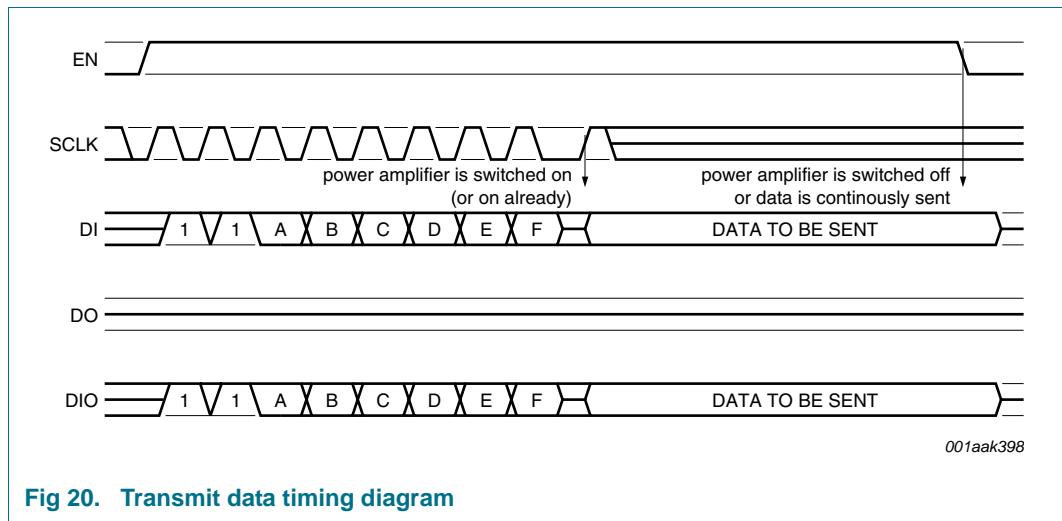 EN
SCLK
power amplifier is switched on
(or on already)
power amplifier is switched off
or data is continously sent
DI 1 1 A B C D E F DATA TO BE SENT
DO
DIO 1 1 A B C D E F DATA TO BE SENT
001aak398
Fig 20. Transmit data timing diagram